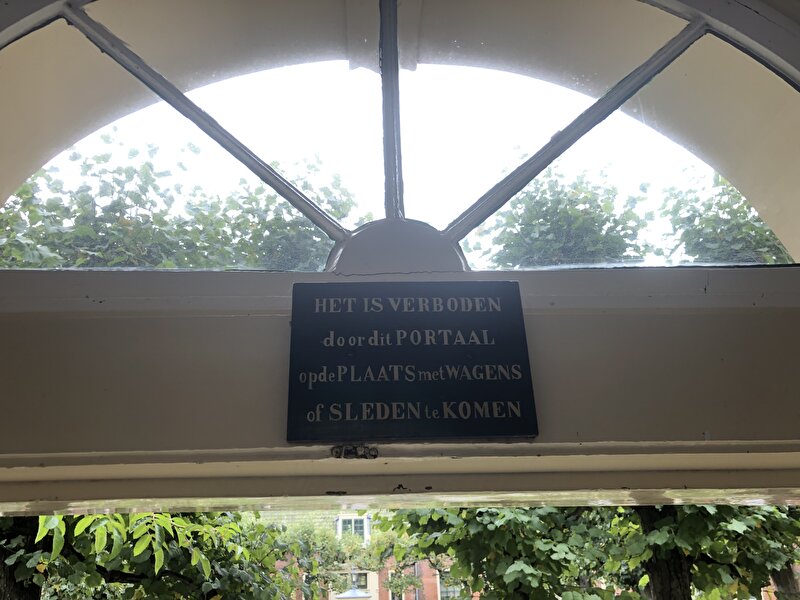 HET IS VERBODEN
door dit PORTAAL
op de PLAATS met WAGENS
of SLEDEN te KOMEN